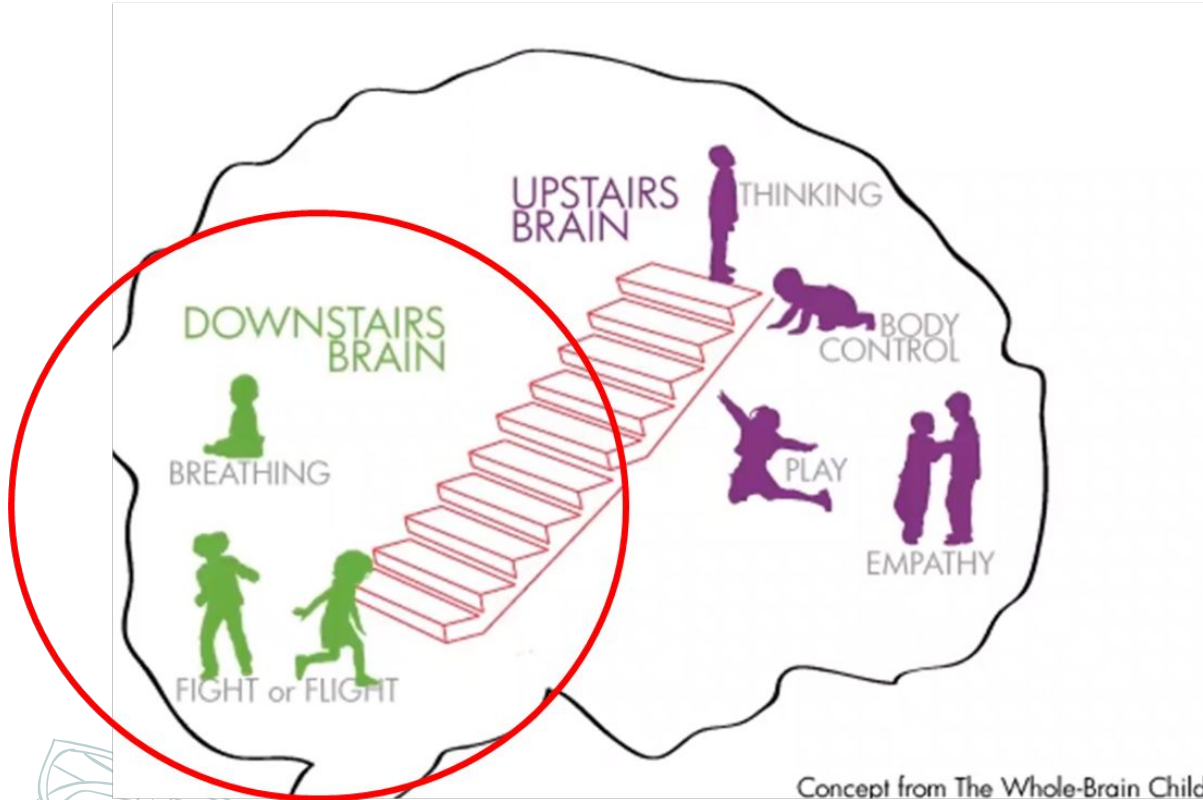 UPSTAIRS
BRAIN
THINKING
DOWNSTAIRS
BRAIN
BODY
CONTROL
BREATHING
PLAY
EMPATHY
FIGHT or FLIGHT
Concept from The Whole-Brain Child